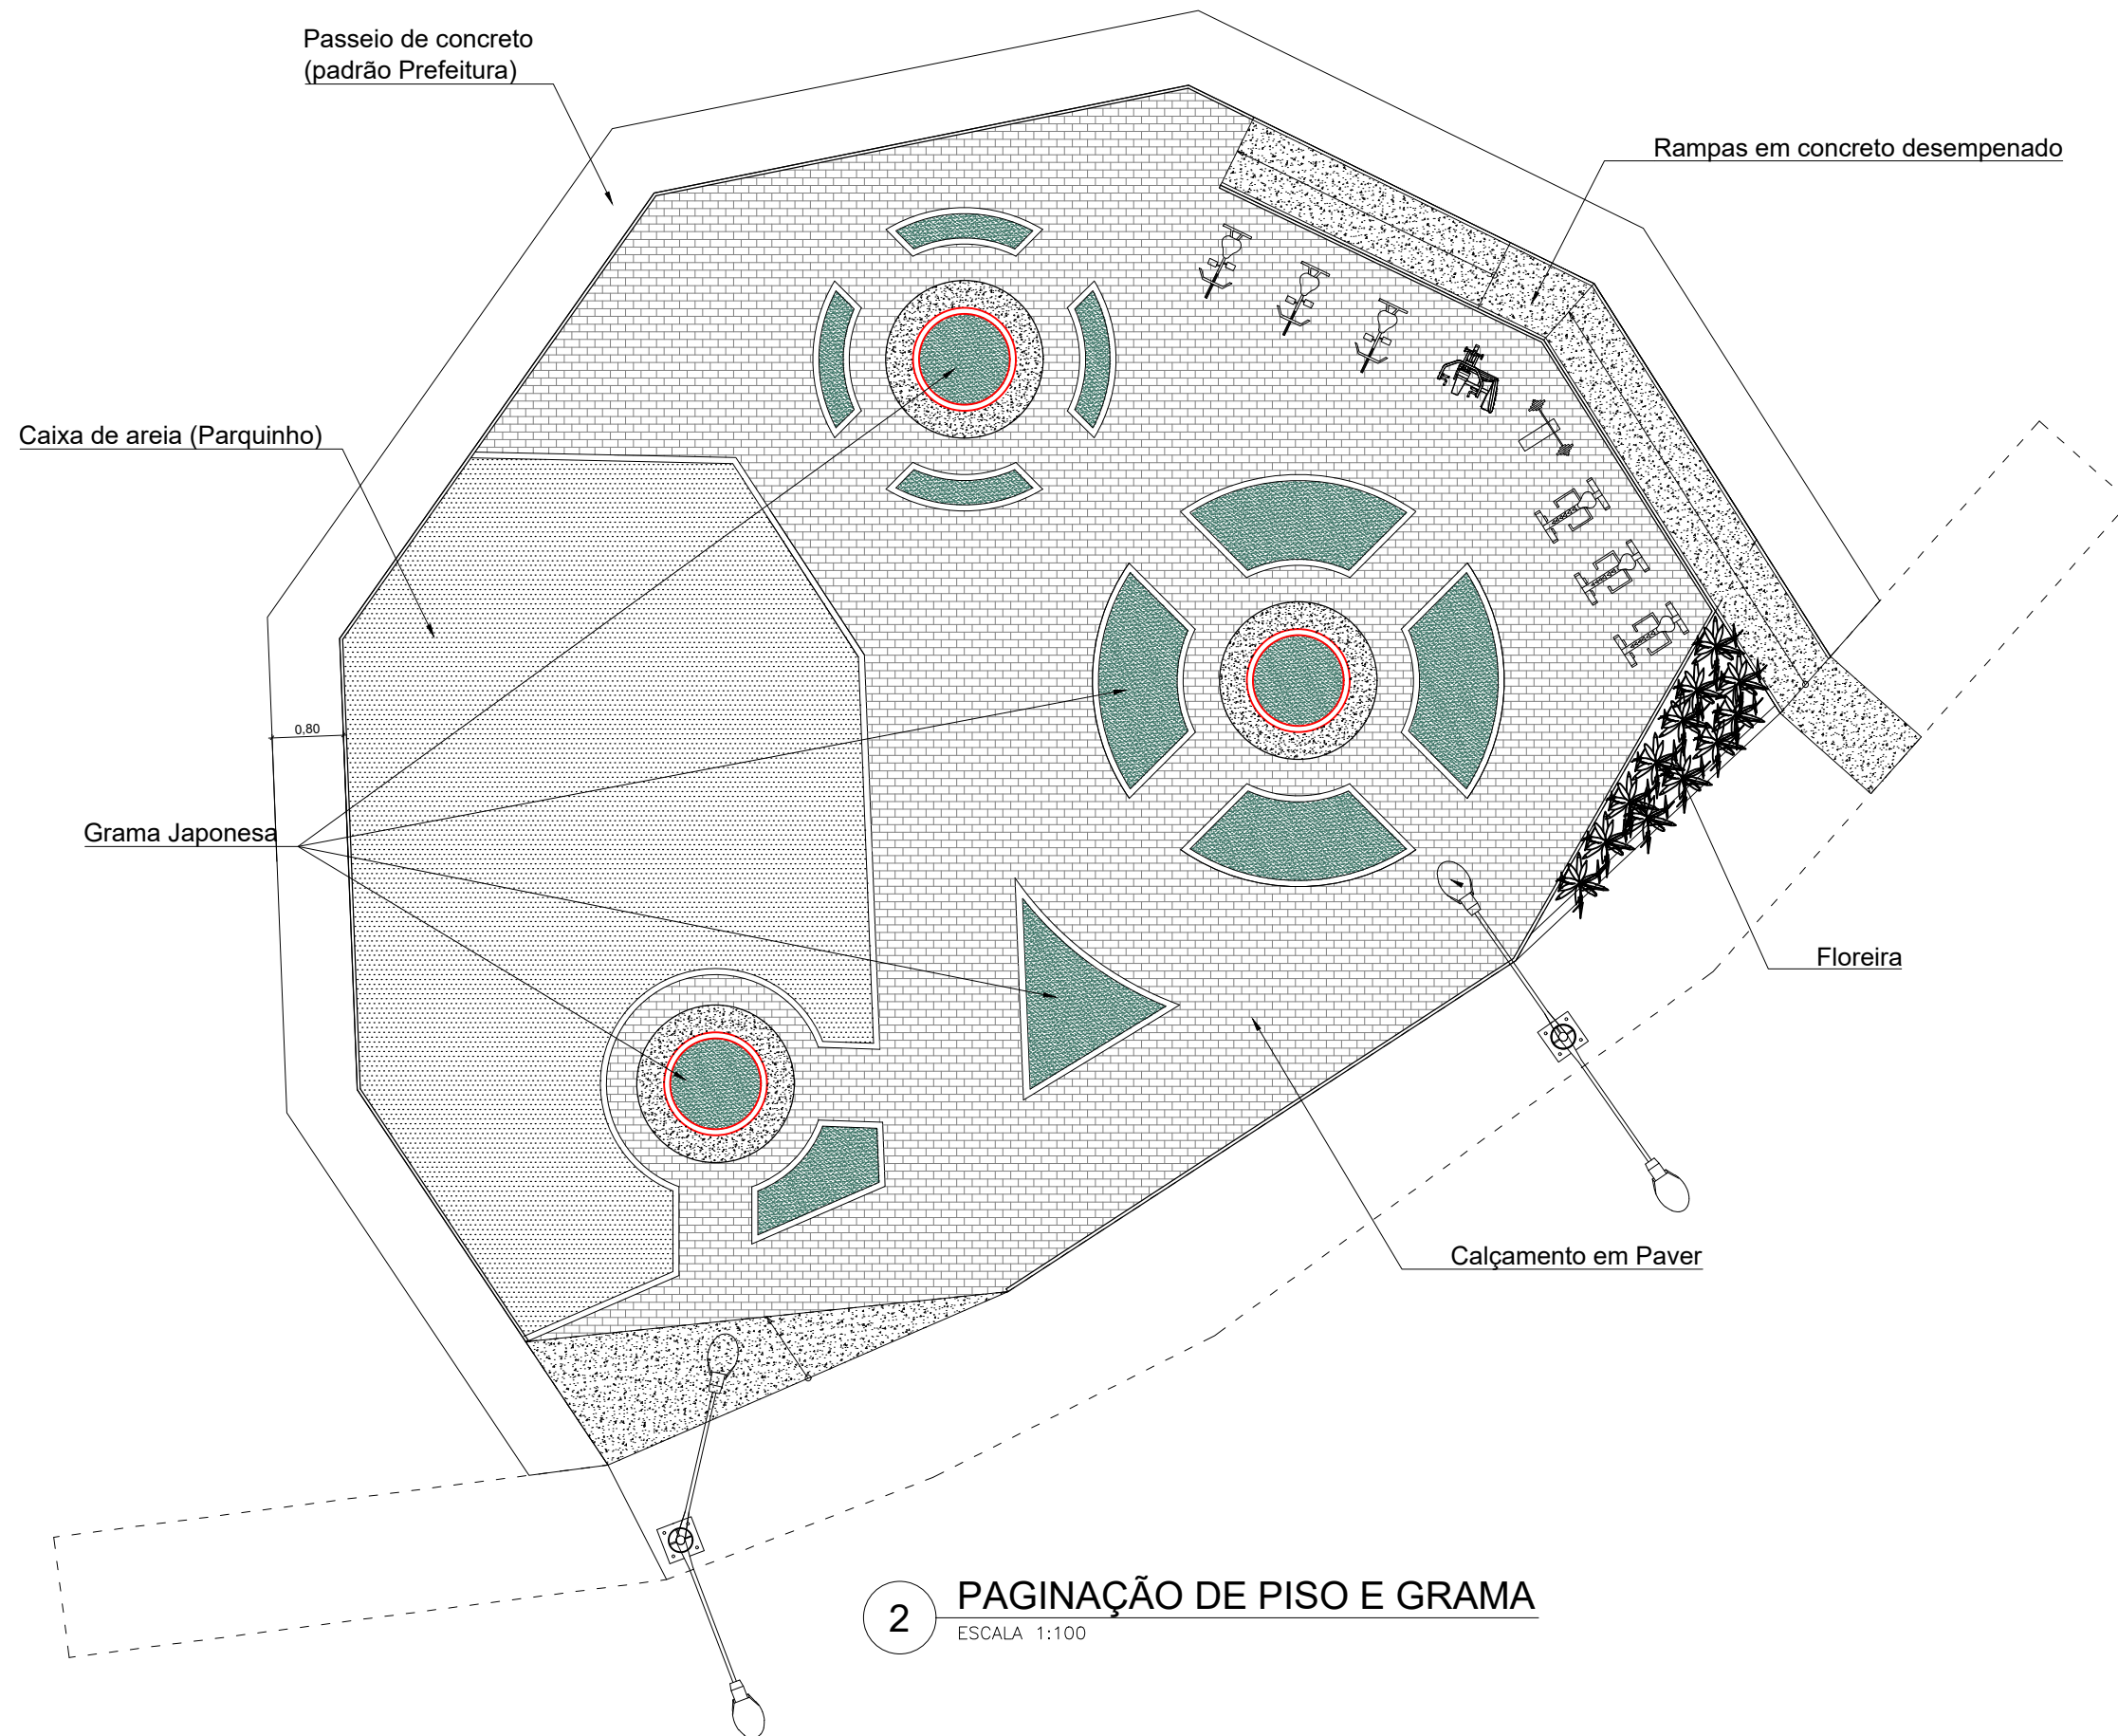 Passeio de concreto
(padrão Prefeitura)
Rampas em concreto desempenado
Caixa de areia (Parquinho)
0,80
Grama Japonesa
Floreira
Calçamento em Paver
2
PAGINAÇÃO DE PISO E GRAMA
ESCALA 1:100